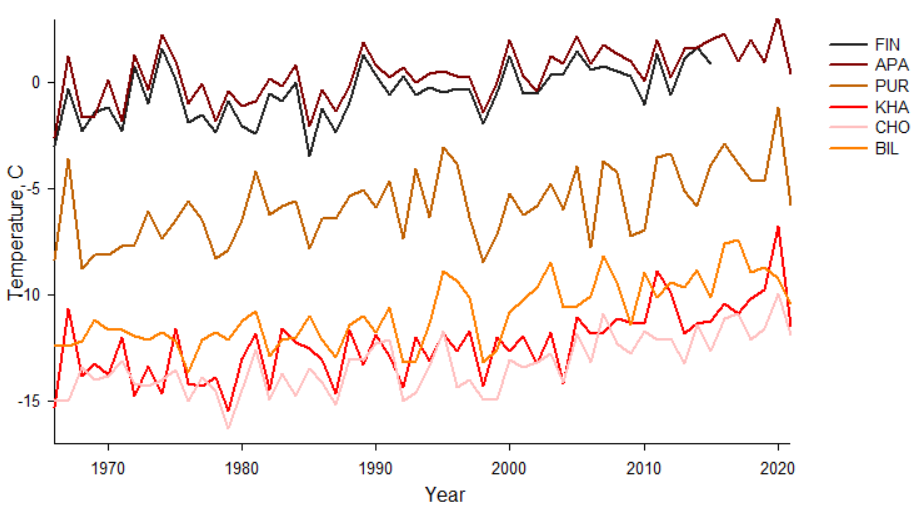 0
-5
-10
-15
Temperature, C
1970
1980
1990
2000
2010
2020
Year
FIN
APA
PUR
KHA
CHO
BIL